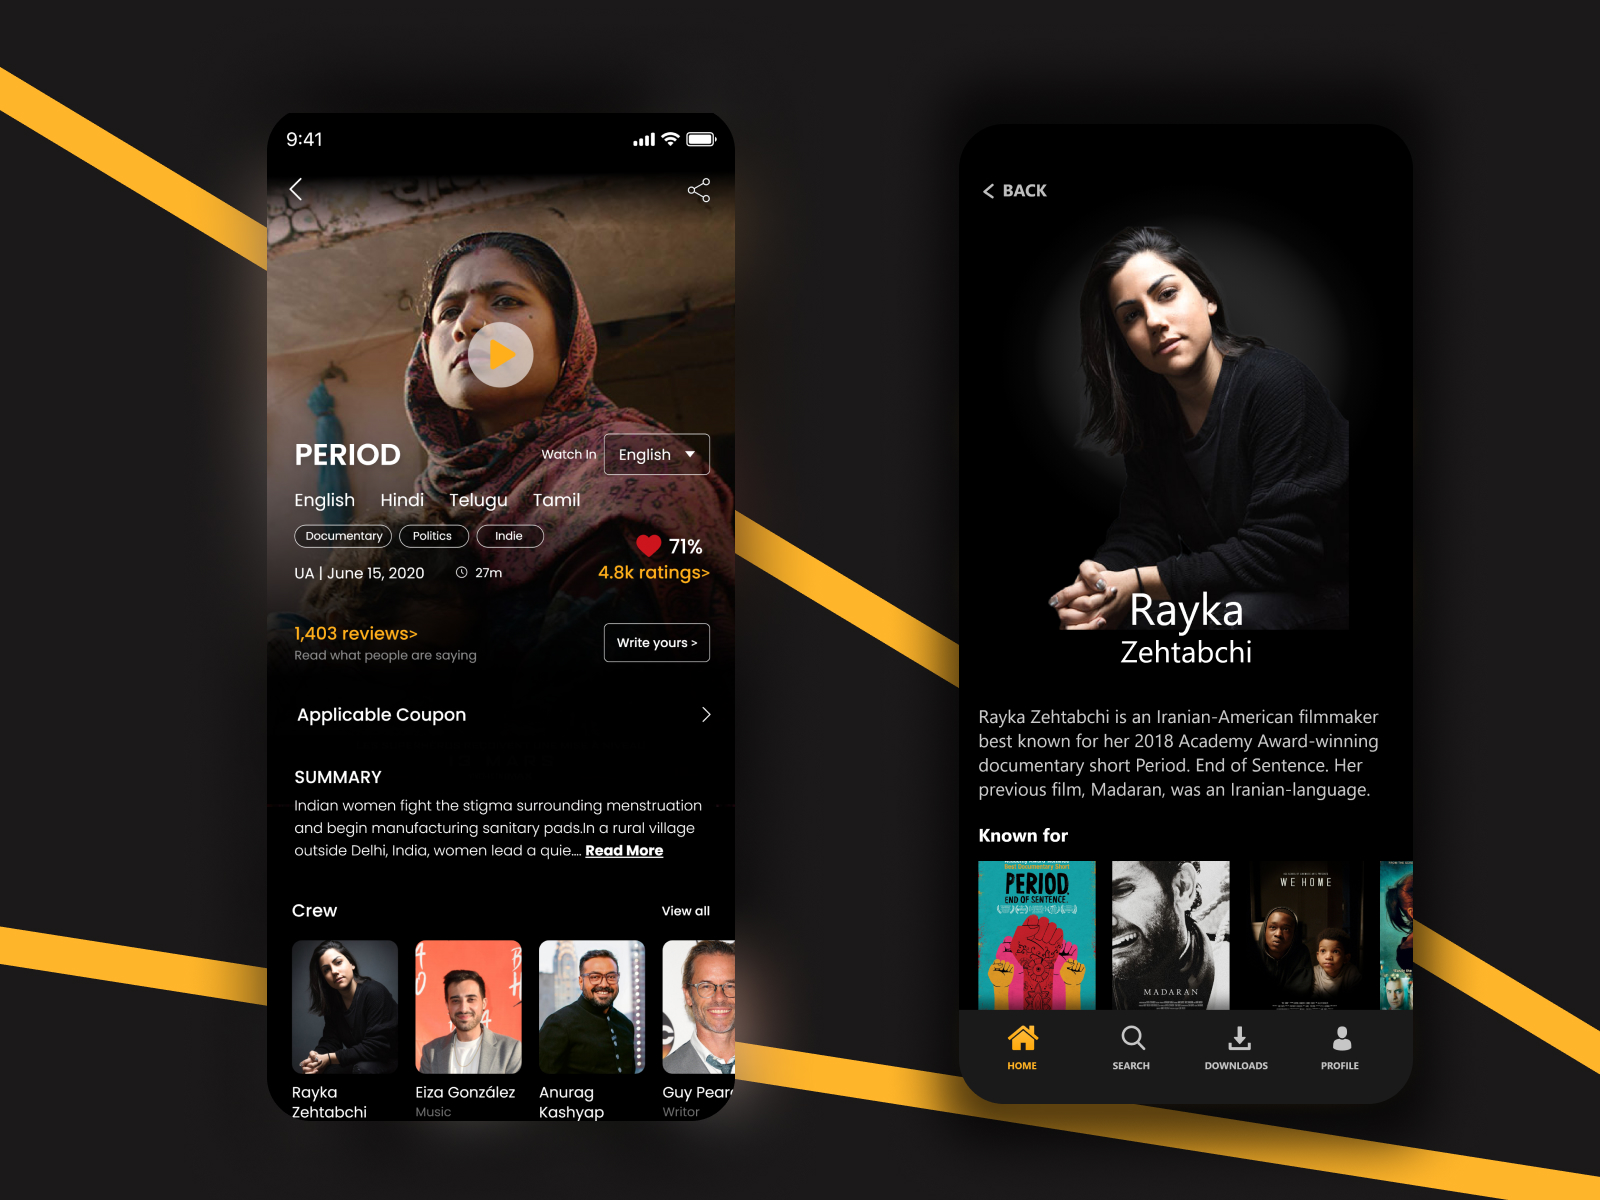 9:41
PERIOD
Watch In
English
English Hindi Telugu Tamil
Documentary Politics Indie
71%
UA | June 15, 2020 27m
4.8k ratings>
1,403 reviews>
Read what people are saying
Write yours >
Applicable Coupon
SUMMARY
Indian women fight the stigma surrounding menstruation
and begin manufacturing sanitary pads.In a rural village
outside Delhi, India, women lead a quie.... Read More
Crew
View all
Rayka
Zehtabchi
Eiza González
Music
Anurag
Kashyap
Guy Pear
Writor
BACK
Rayka
Zehtabchi
Rayka Zehtabchi is an Iranian-American filmmaker
best known for her 2018 Academy Award-winning
documentary short Period. End of Sentence. Her
previous film, Madaran, was an Iranian-language.
Known for
Best Documentary Short
PERIOD.
END OF SENTENCE.
MADARAN
WE HOME
HOME
SEARCH
DOWNLOADS
PROFILE